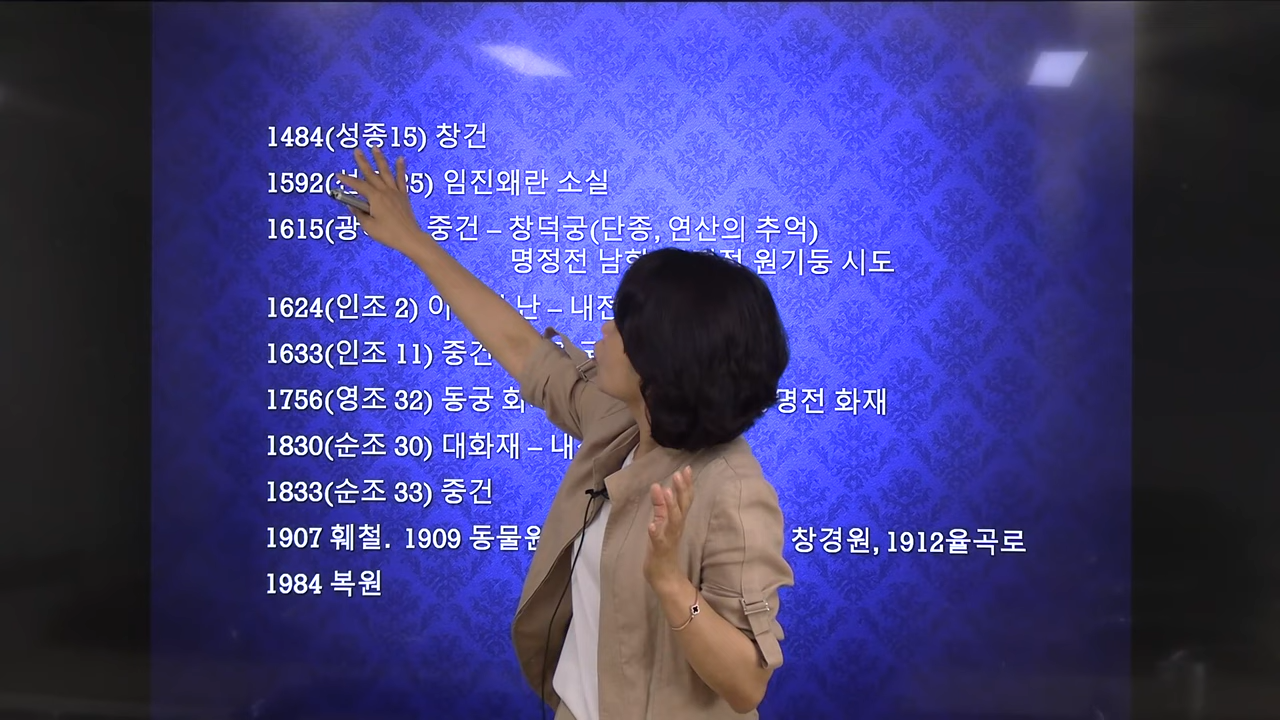 1484(성종15) 창건
1592( 25) 임진왜란 소실
1615(광 중건 – 창덕궁(단종, 연산의 추억)
명정전 남향 원기둥 시도
1624(인조 2) 이 난 – 내전
1633(인조 11) 중건
1756(영조 32) 동궁 화 명전 화재
1830(순조 30) 대화재 – 내
1833(순조 33) 중건
1907 훼철. 1909 동물원 창경원, 1912율곡로
1984 복원